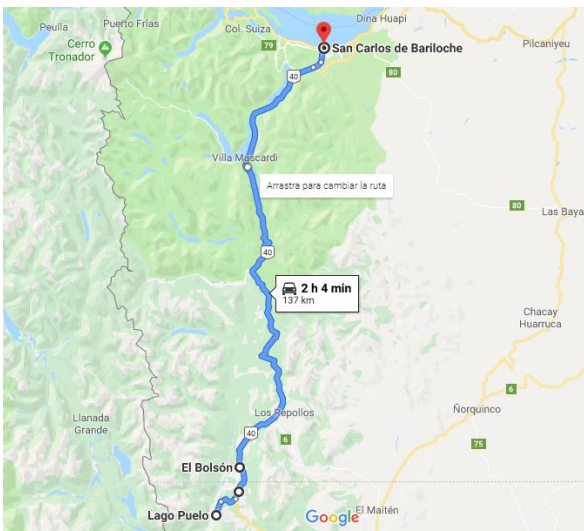 Peulla
Puerto Frías
Dina Huapi
Col. Suiza
Cerro
Tronador
79
San Carlos de Bariloche
Pilcaniyeu
40
80
Villa Mascardi
Arrastra para cambiar la ruta
80
Las Baya
40
2 h 4 min
137 km
Chacay
Huarruca
6
Llanada
Grande
Los Repollos
Ñorquinco
40
6
75
El Bolsón
Lago Puelo
Google
El Maitén